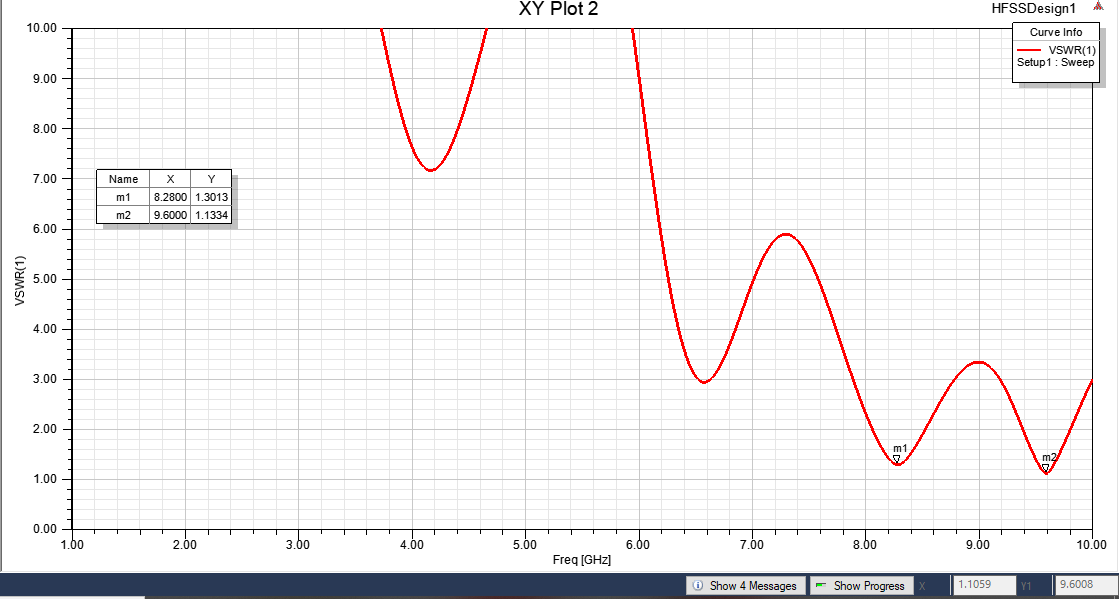 XY Plot 2
HFSSDesign1
Curve Info
VSWR(1)
Setup1 : Sweep
10.00
9.00
8.00
7.00
6.00
5.00
4.00
3.00
2.00
1.00
0.00
VSWR(1)
Name X Y
m1 8.2800 1.3013
m2 9.6000 1.1334
m1
m2
1.00 2.00 3.00 4.00 5.00 6.00 7.00 8.00 9.00 10.00
Freq [GHz]
Show 4 Messages Show Progress X 1.1059 Y1 9.6008